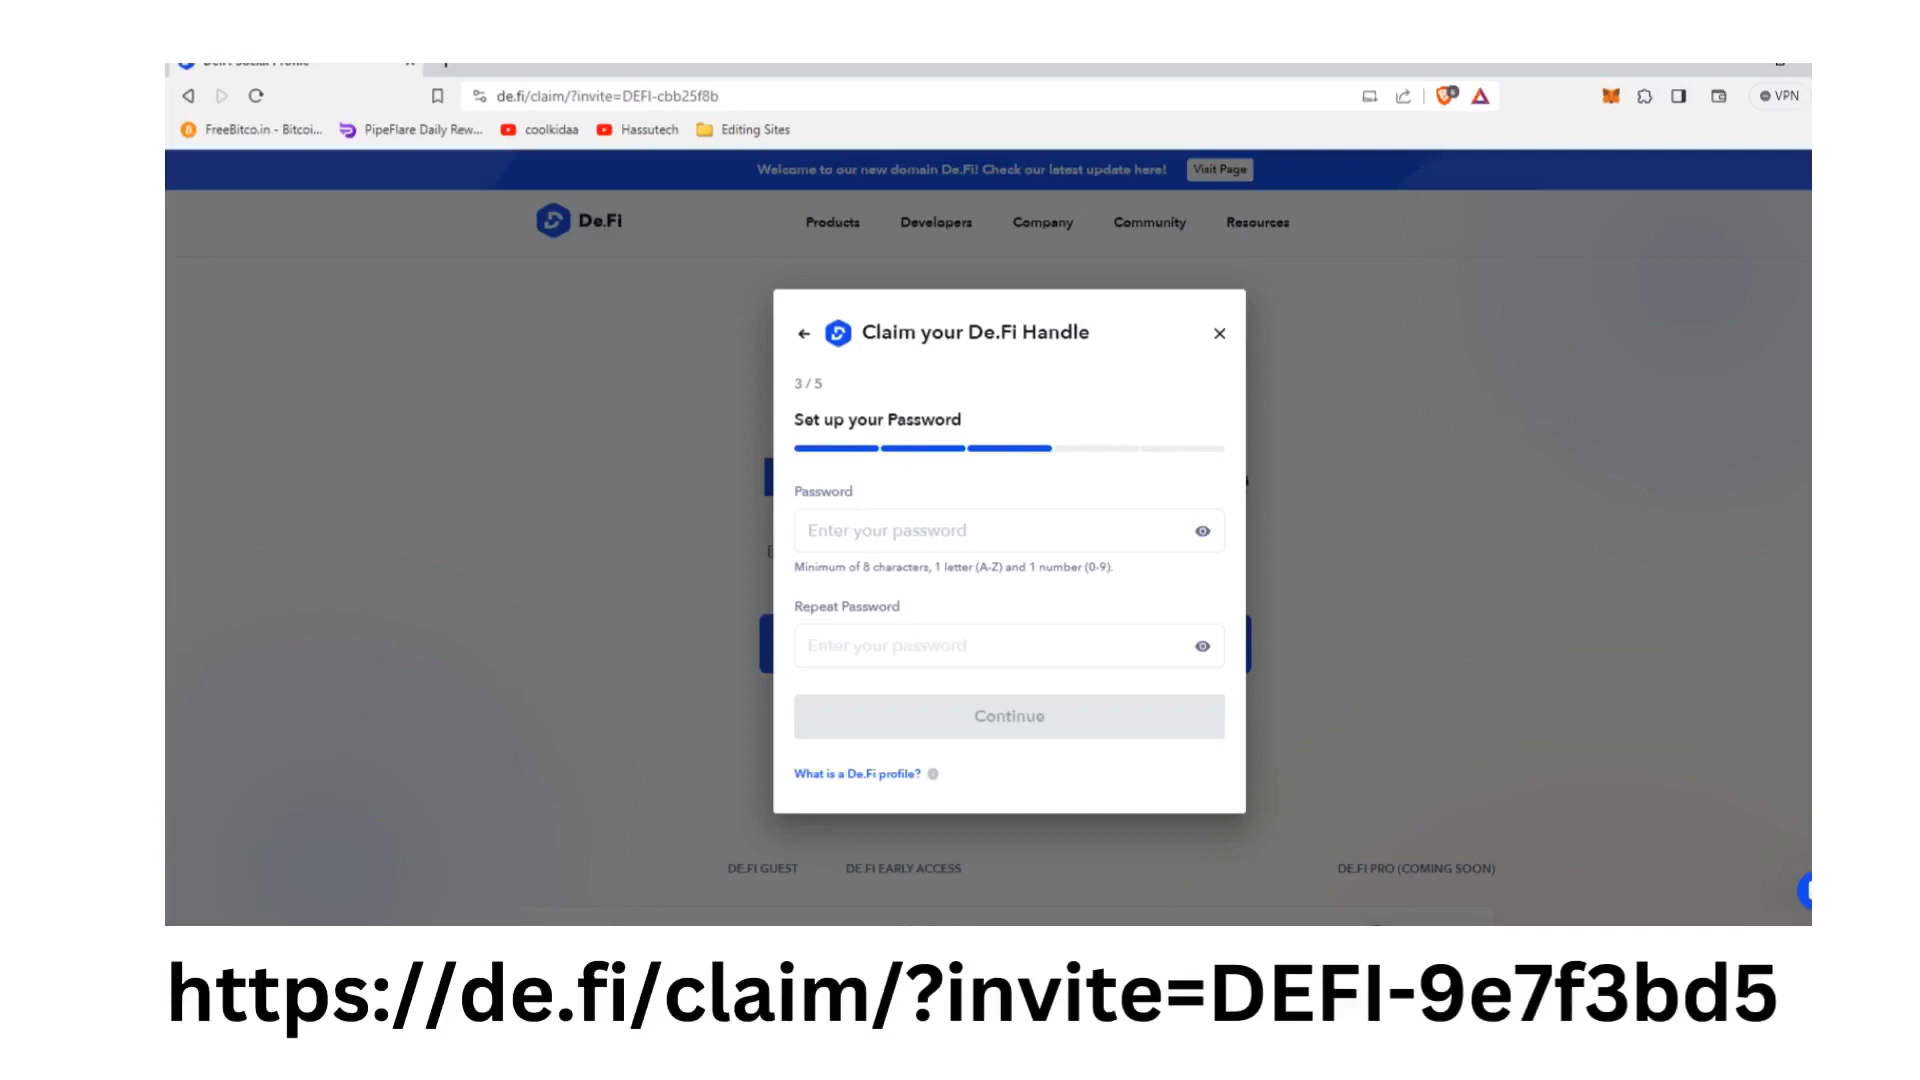 de.fi/claim/?invite=DEFI-cbb25f8b
VPN
FreeBitco.in - Bitcoi... PipeFlare Daily Rew... coolkidaa Hassutech Editing Sites
Welcome to our new domain De.Fi! Check our latest update here! Visit Page
De.Fi Products Developers Company Community Resources
Claim your De.Fi Handle
3 / 5
Set up your Password
Password
Enter your password
Minimum of 8 characters, 1 letter (A-Z) and 1 number (0-9).
Repeat Password
Enter your password
Continue
What is a De.Fi profile?
DE.FI GUEST DE.FI EARLY ACCESS DE.FI PRO (COMING SOON)
https://de.fi/claim/?invite=DEFI-9e7f3bd5